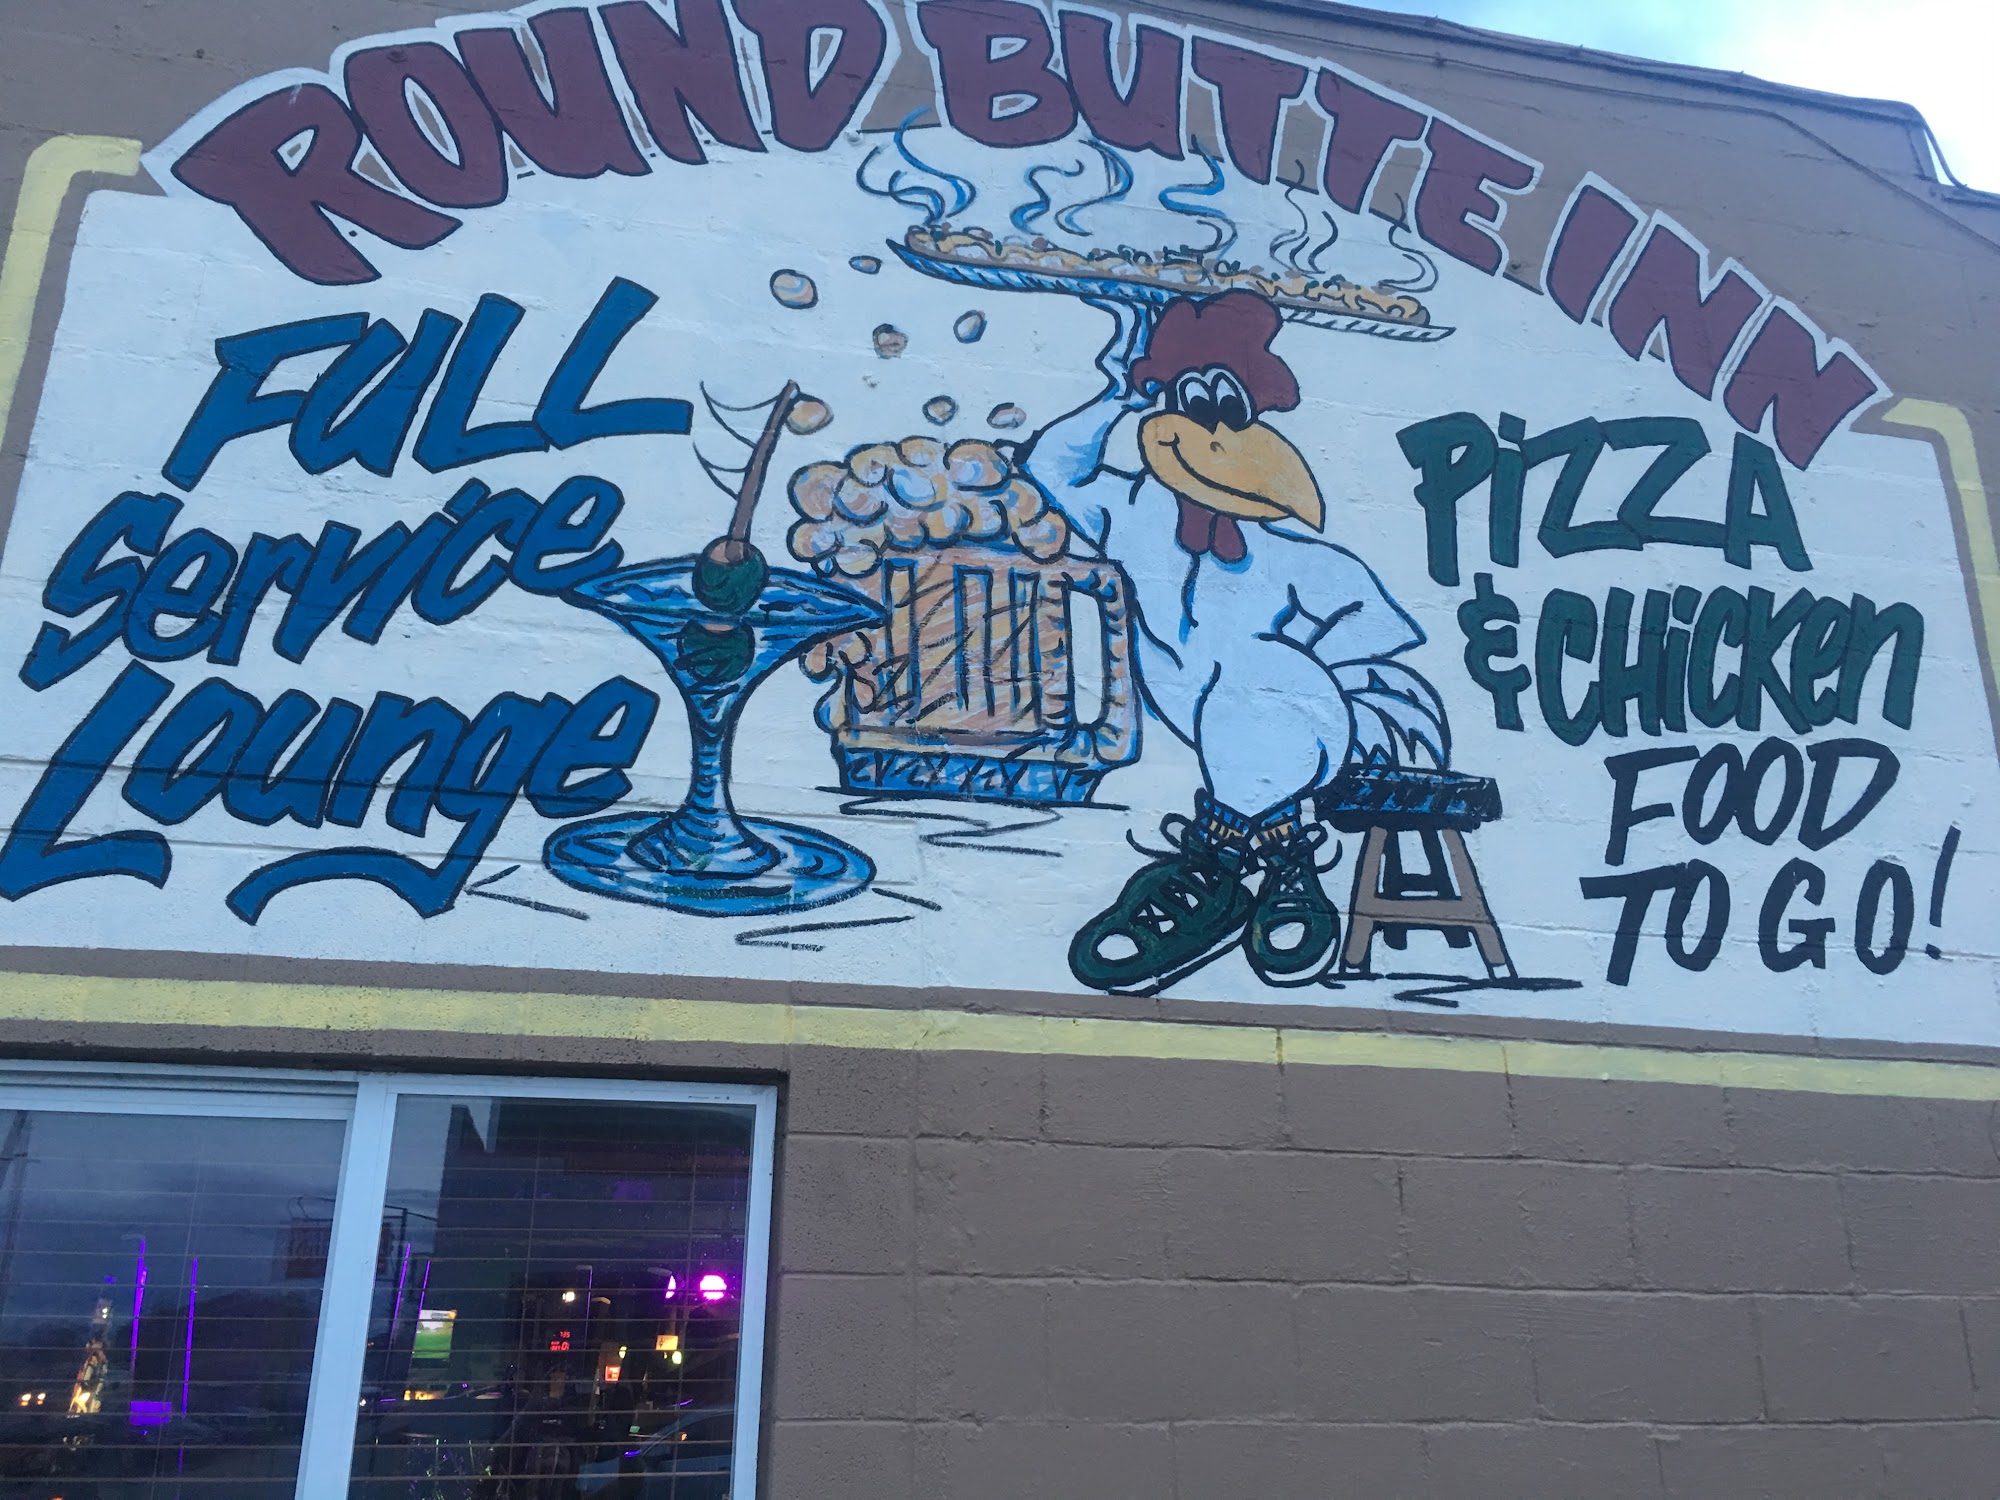 ROUND BUTTE INN
FULL
Service
Lounge
PiZZA
& CHiCKen
FOOD
TO GO!